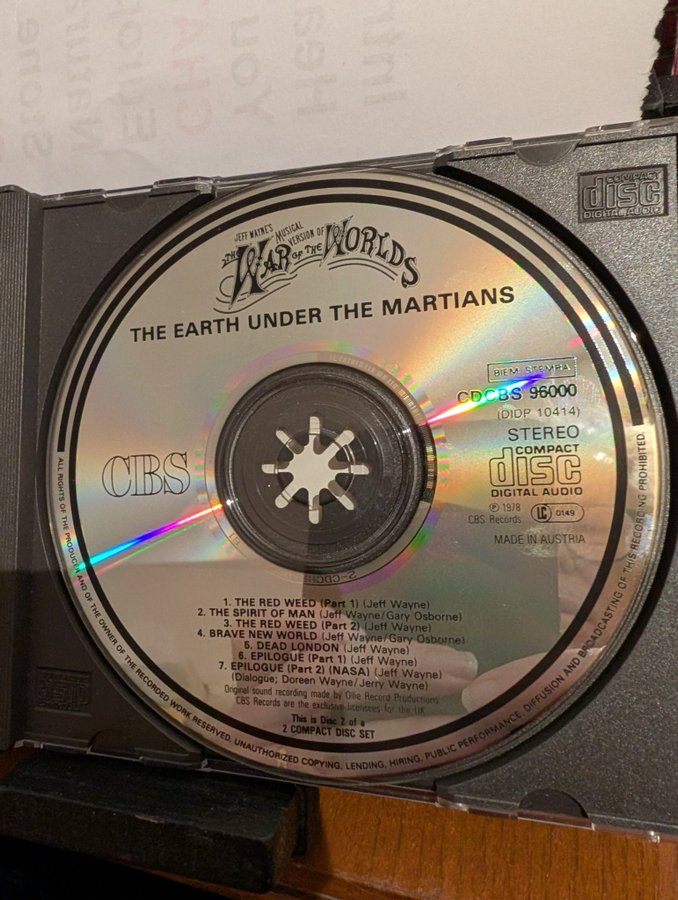 Stone
Natur
Europ
CHA
You
Hea
Intr
COMPACT
disc
DIGITAL AUDIO
JEFF WAYNE'S
MUSICAL
VERSION OF
THE WAR OF THE WORLDS
THE EARTH UNDER THE MARTIANS
BIEM STEMRA
CDCBS 96000
(DIDP 10414)
STEREO
COMPACT
disc
DIGITAL AUDIO
CBS
℗ 1978
CBS Records
LC 0149
MADE IN AUSTRIA
1. THE RED WEED (Part 1) (Jeff Wayne)
2. THE SPIRIT OF MAN (Jeff Wayne/Gary Osborne)
3. THE RED WEED (Part 2) (Jeff Wayne)
4. BRAVE NEW WORLD (Jeff Wayne/Gary Osborne)
5. DEAD LONDON (Jeff Wayne)
6. EPILOGUE (Part 1) (Jeff Wayne)
7. EPILOGUE (Part 2) (NASA) (Jeff Wayne)
(Dialogue; Doreen Wayne/Jerry Wayne)
Original sound recording made by Ollie Record Productions
CBS Records are the exclusive licensees for the UK
This is Disc 2 of a
2 COMPACT DISC SET
ALL RIGHTS OF THE PRODUCER AND OF THE OWNER OF THE RECORDED WORK RESERVED. UNAUTHORIZED COPYING, LENDING, HIRING, PUBLIC PERFORMANCE, DIFFUSION AND BROADCASTING OF THIS RECORDING PROHIBITED.